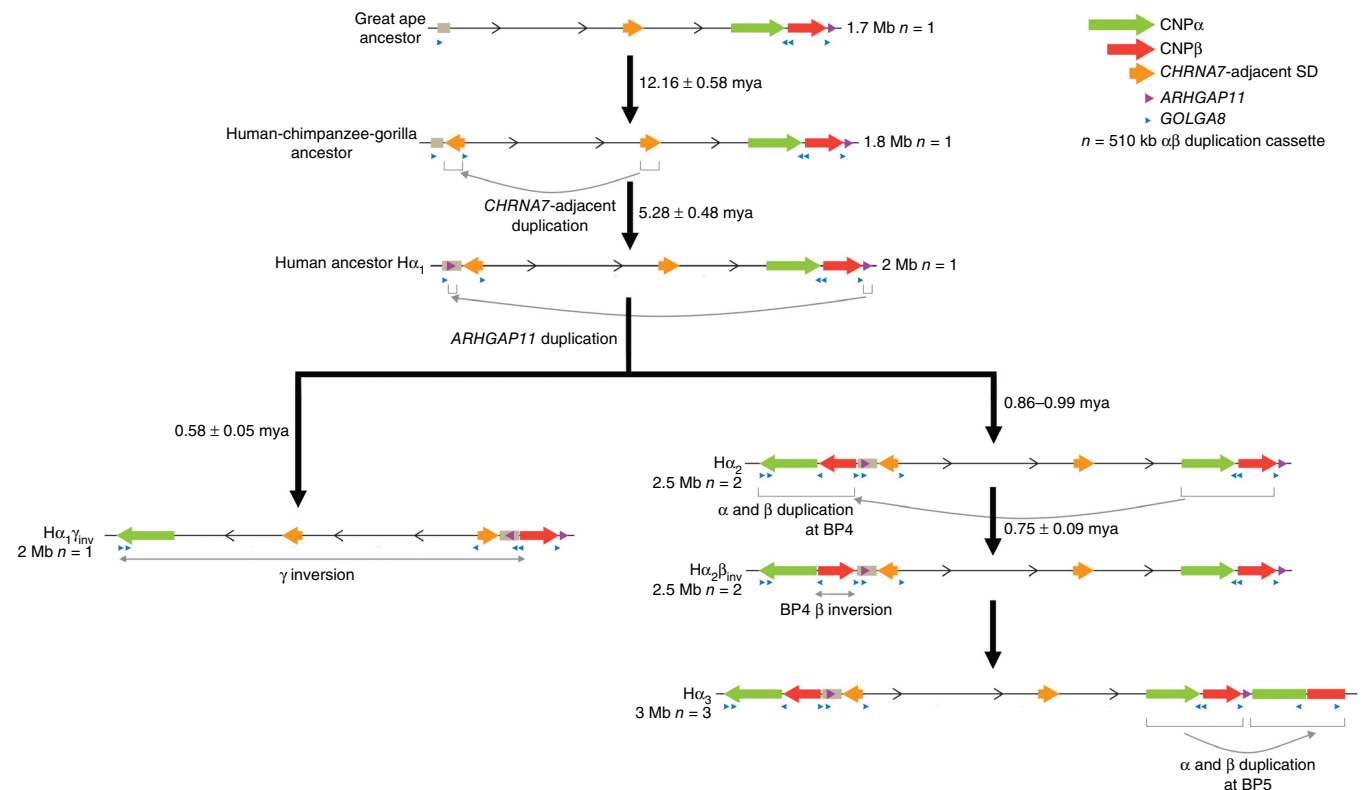 Great ape
ancestor
1.7 Mb n = 1
CNPα
CNPβ
CHRNA7-adjacent SD
ARHGAP11
GOLGA8
n = 510 kb αβ duplication cassette
12.16 ± 0.58 mya
Human-chimpanzee-gorilla
ancestor
1.8 Mb n = 1
CHRNA7-adjacent
duplication
5.28 ± 0.48 mya
Human ancestor Hα1
2 Mb n = 1
ARHGAP11 duplication
0.58 ± 0.05 mya
0.86–0.99 mya
Hα2
2.5 Mb n = 2
α and β duplication
at BP4
0.75 ± 0.09 mya
Hα1γinv
2 Mb n = 1
γ inversion
Hα2βinv
2.5 Mb n = 2
BP4 β inversion
Hα3
3 Mb n = 3
α and β duplication
at BP5